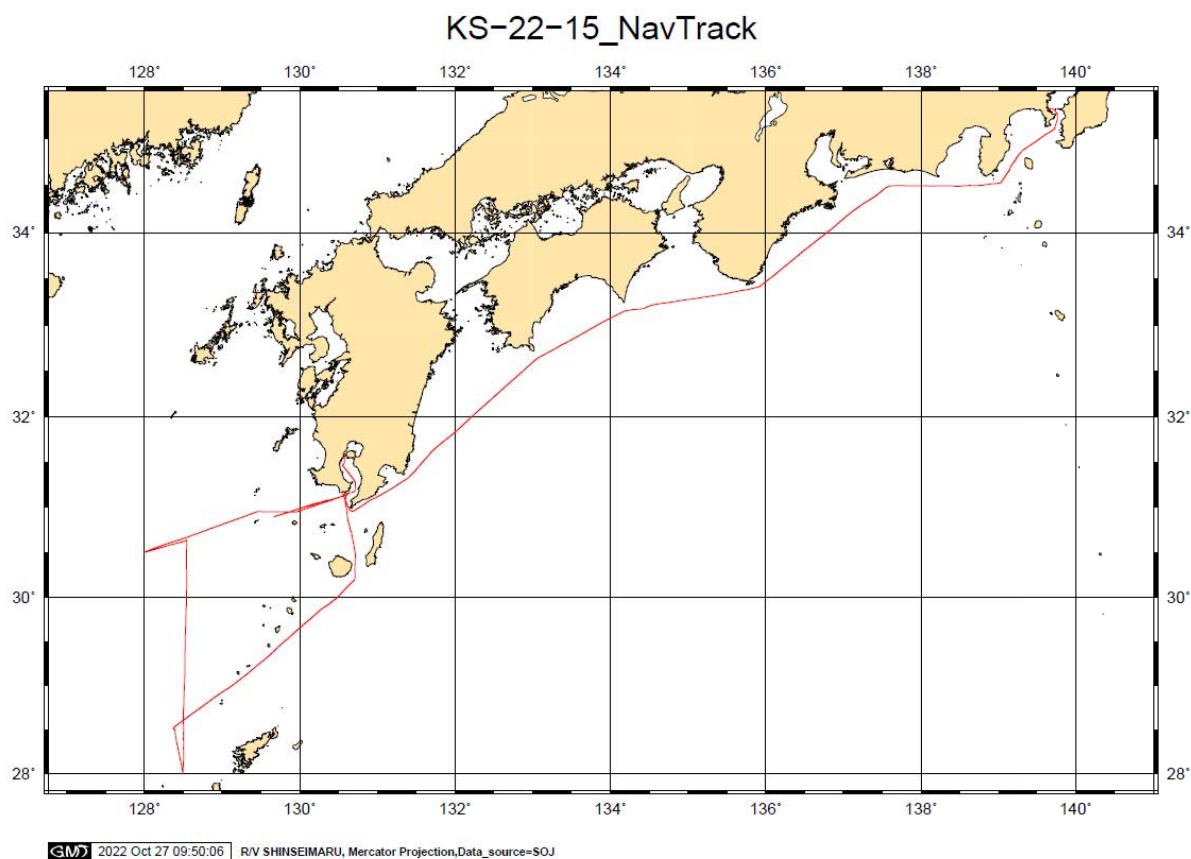 KS-22-15_NavTrack
128° 130° 132° 134° 136° 138° 140°
34° 34°
32° 32°
30° 30°
28° 28°
128° 130° 132° 134° 136° 138° 140°
GMT 2022 Oct 27 09:50:06 R/V SHINSEIMARU, Mercator Projection,Data_source=SOJ